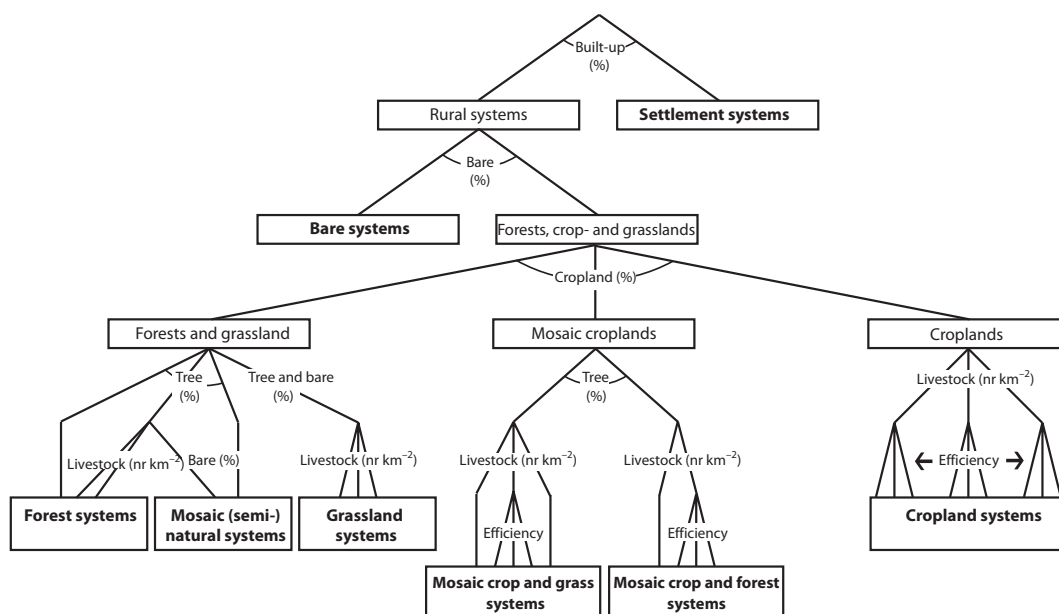 Built-up
(%)
Rural systems
Settlement systems
Bare
(%)
Bare systems
Forests, crop- and grasslands
Cropland (%)
Forests and grassland
Mosaic croplands
Croplands
Tree
(%)
Tree and bare
(%)
Tree
(%)
Livestock (nr km⁻²)
Livestock (nr km⁻²)
Bare (%)
Livestock (nr km⁻²)
Livestock (nr km⁻²)
Livestock (nr km⁻²)
Efficiency
Forest systems
Mosaic (semi-)
natural systems
Grassland
systems
Cropland systems
Efficiency
Efficiency
Mosaic crop and grass
systems
Mosaic crop and forest
systems